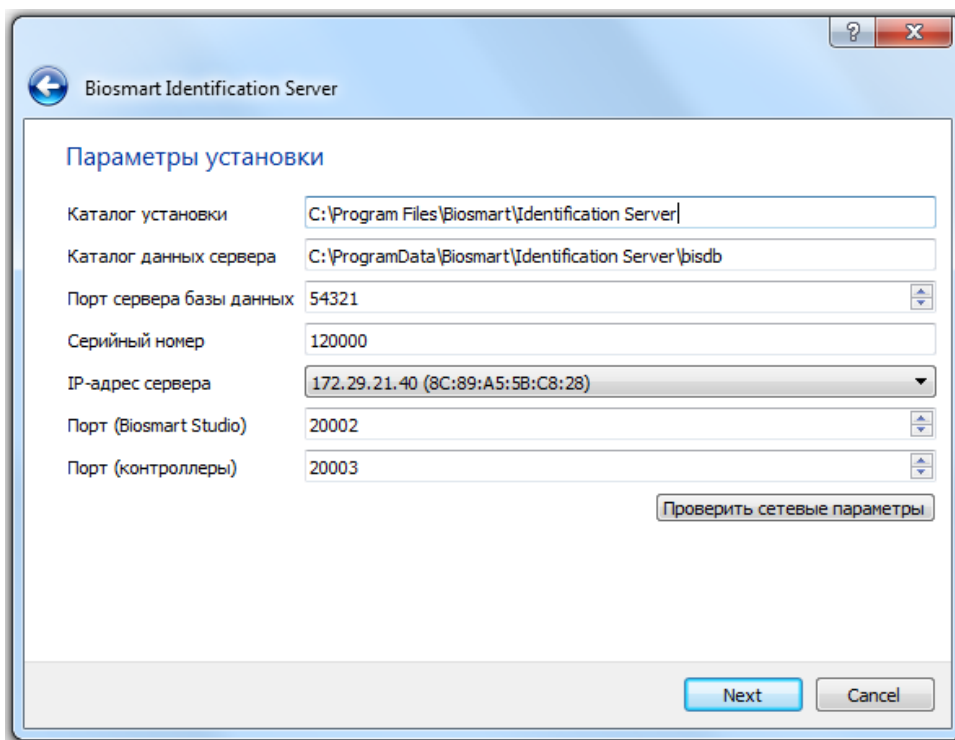 Biosmart Identification Server
Параметры установки
Каталог установки C:\Program Files\Biosmart\Identification Server
Каталог данных сервера C:\ProgramData\Biosmart\Identification Server\bisdb
Порт сервера базы данных 54321
Серийный номер 120000
IP-адрес сервера 172.29.21.40 (8C:89:A5:5B:C8:28)
Порт (Biosmart Studio) 20002
Порт (контроллеры) 20003
Проверить сетевые параметры
Next Cancel